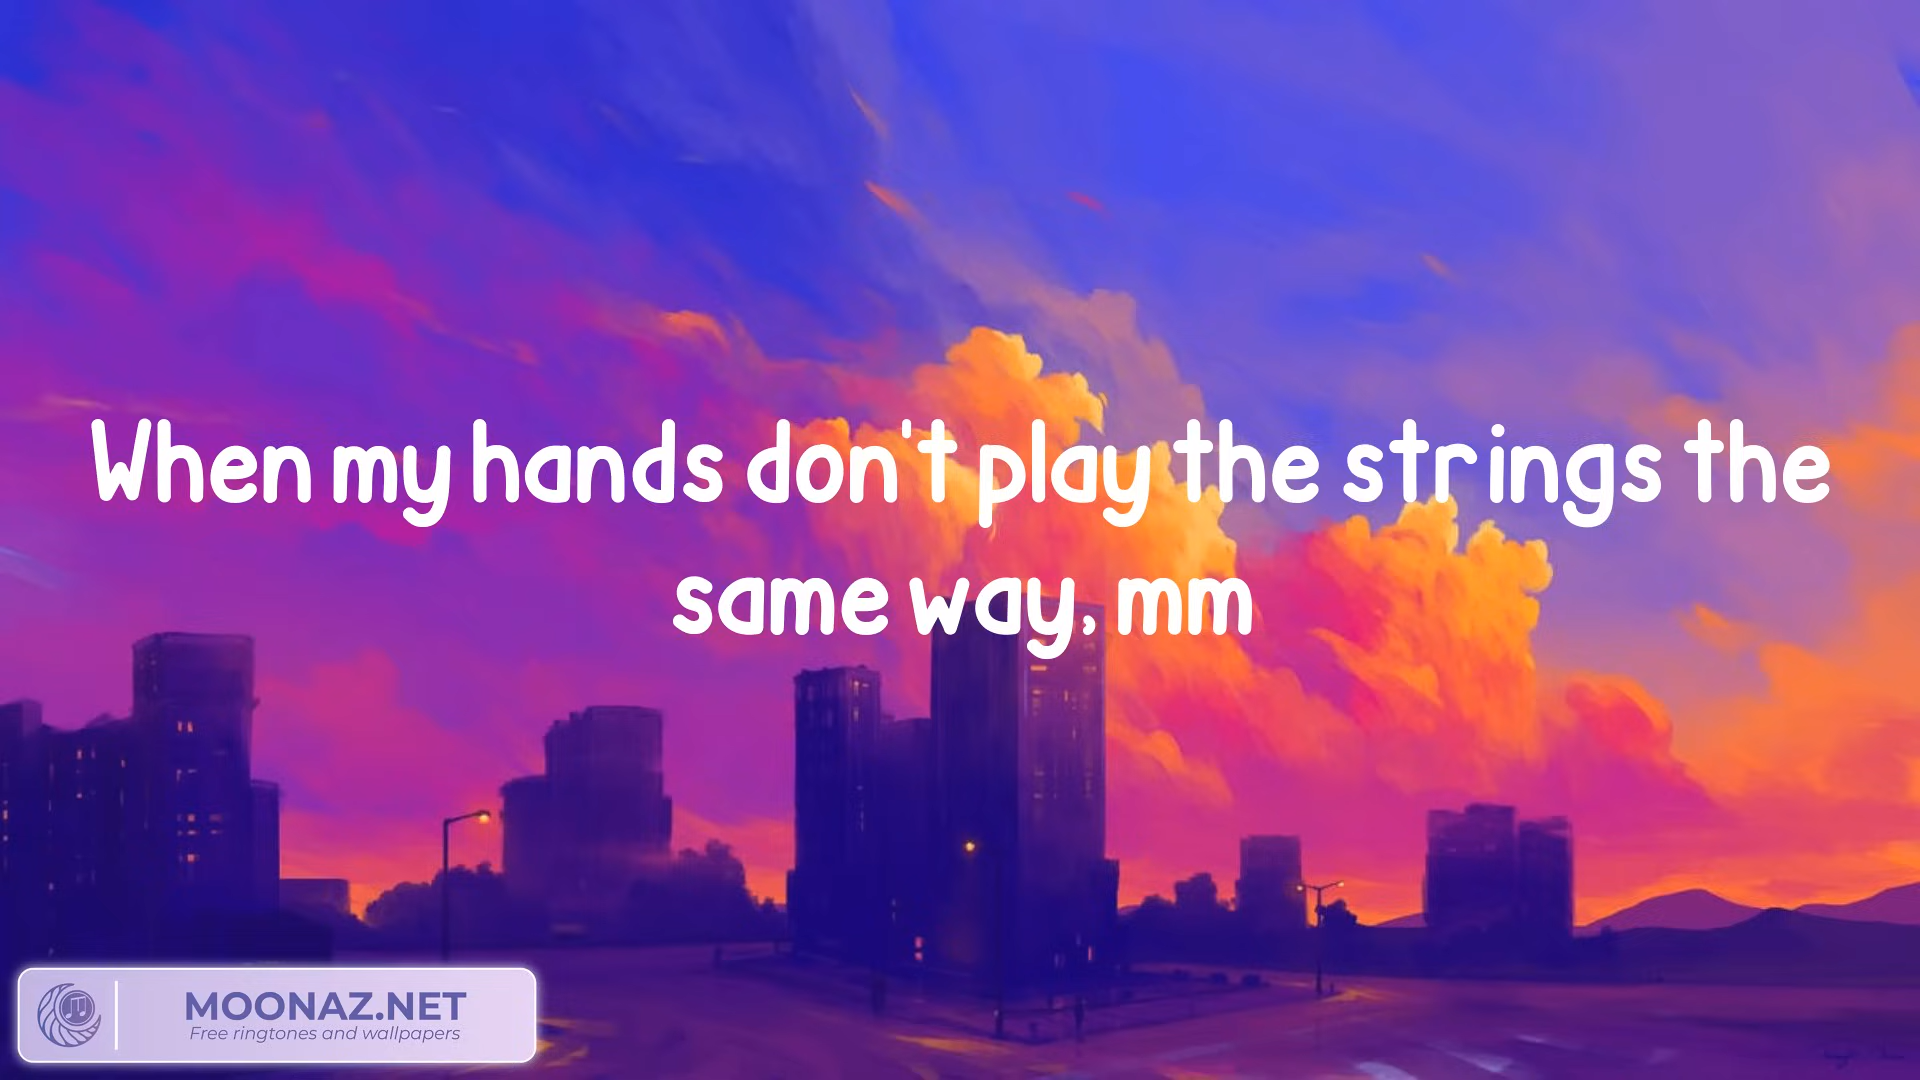 When my hands don't play the strings the
same way, mm
MOONAZ.NET
Free ringtones and wallpapers